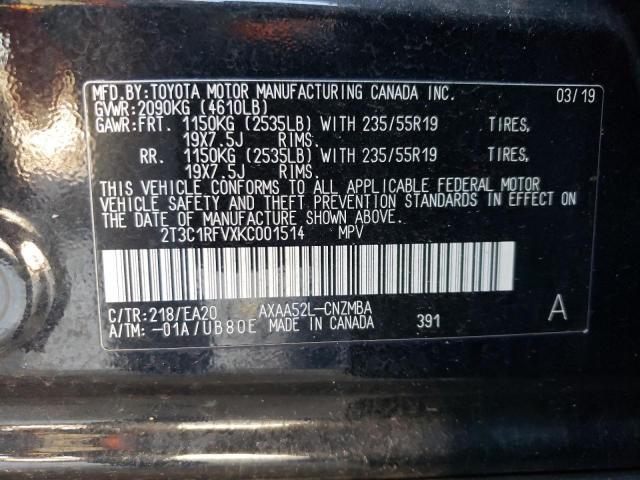 MFD.BY:TOYOTA MOTOR MANUFACTURING CANADA INC. 03/19
GVWR:2090KG (4610LB)
GAWR:FRT. 1150KG (2535LB) WITH 235/55R19 TIRES,
19X7.5J RIMS.
RR. 1150KG (2535LB) WITH 235/55R19 TIRES,
19X7.5J RIMS.
THIS VEHICLE CONFORMS TO ALL APPLICABLE FEDERAL MOTOR
VEHICLE SAFETY AND THEFT PREVENTION STANDARDS IN EFFECT ON
THE DATE OF MANUFACTURE SHOWN ABOVE.
2T3C1RFVXKC001514 MPV
C/TR:218/EA20 AXAA52L-CNZMBA A
A/TM:-01A/UB80E MADE IN CANADA 391